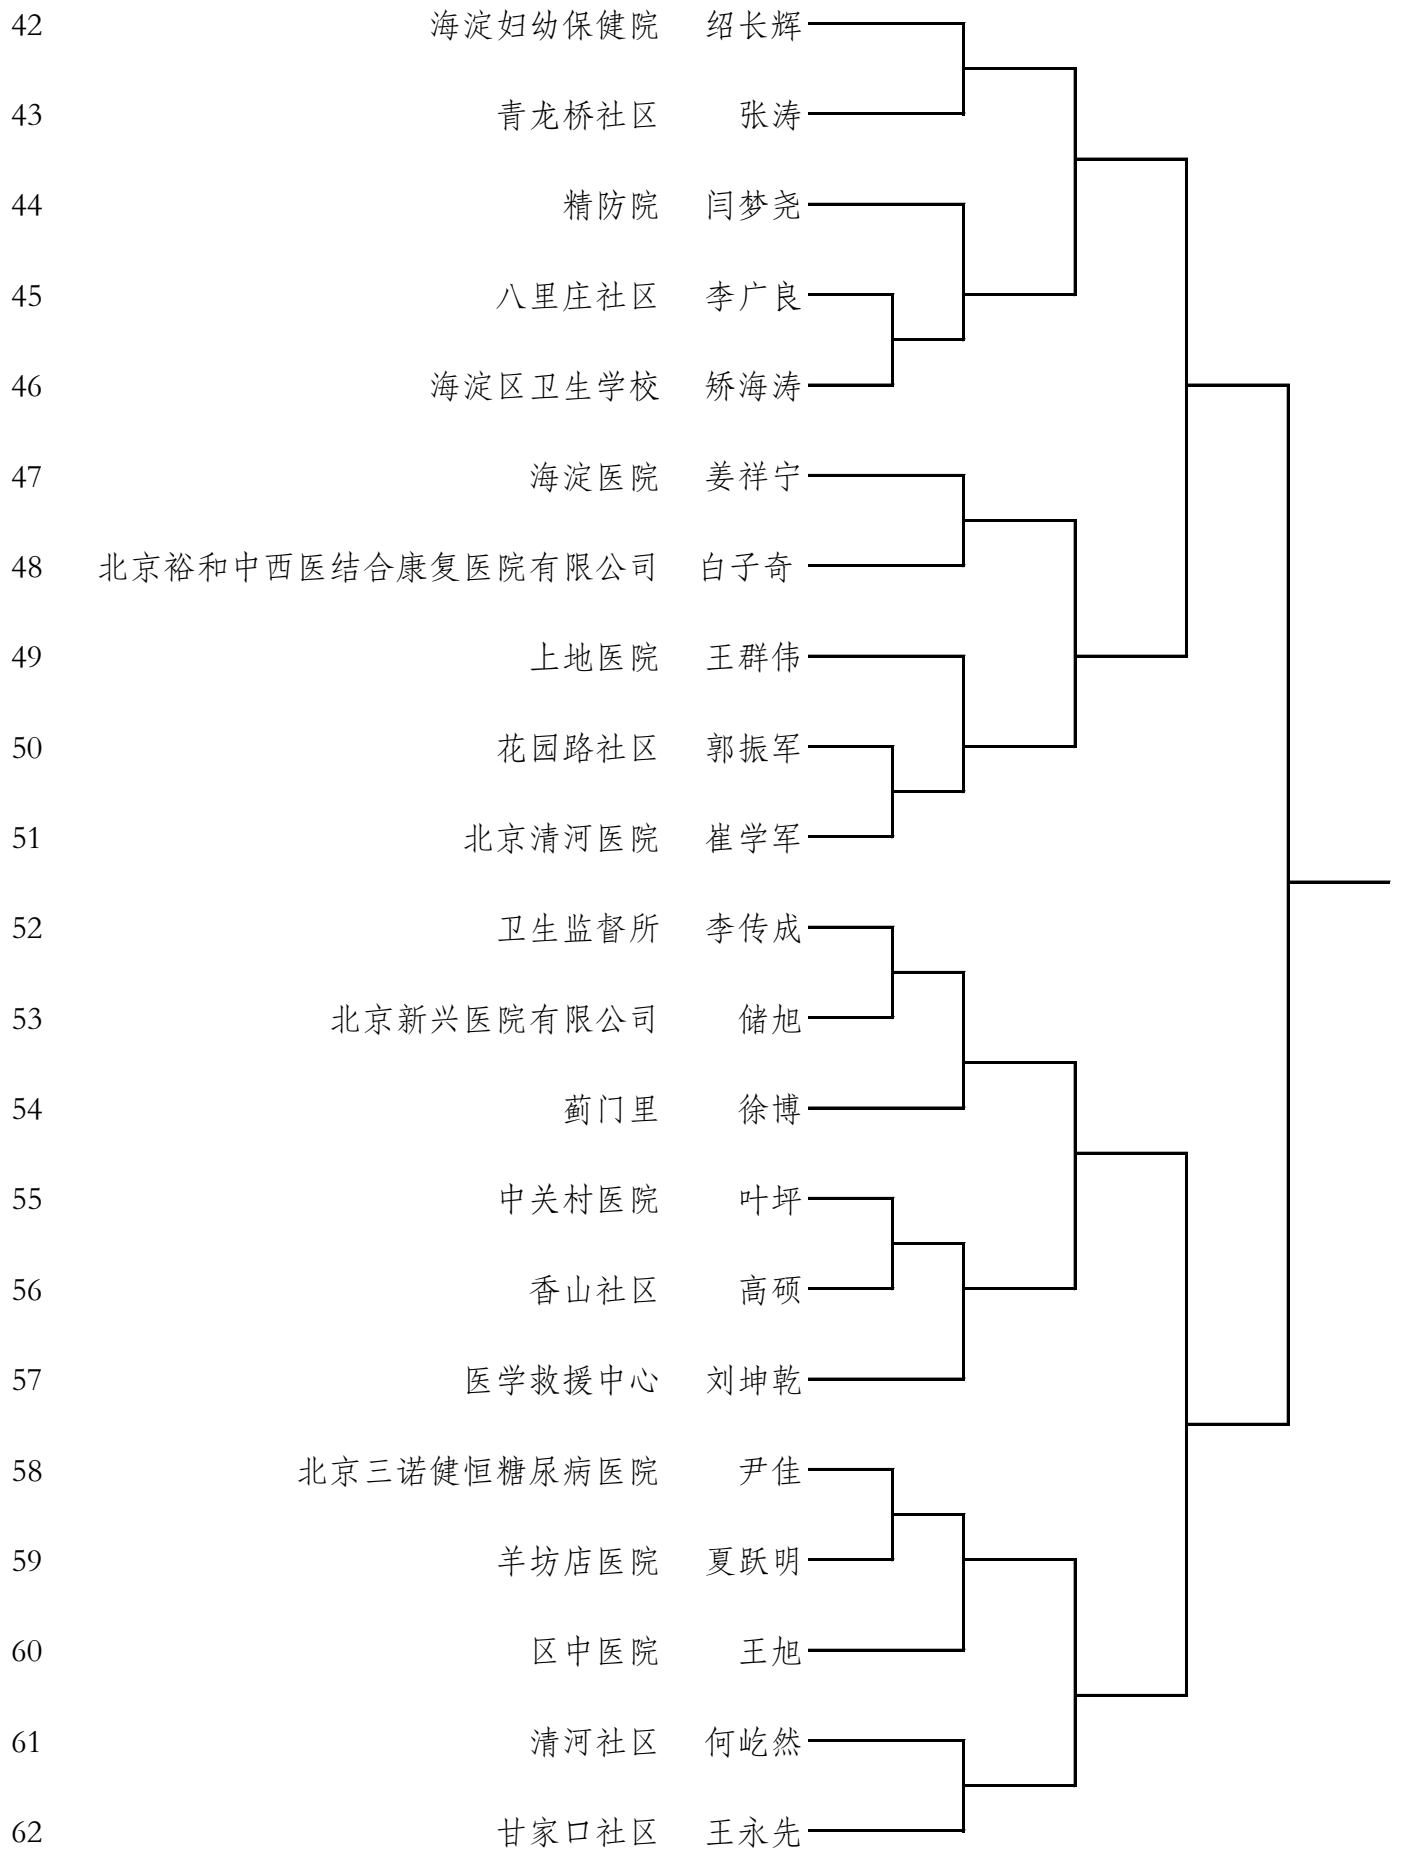 42 海淀妇幼保健院 绍长辉
43 青龙桥社区 张涛
44 精防院 闫梦尧
45 八里庄社区 李广良
46 海淀区卫生学校 矫海涛
47 海淀医院 姜祥宁
48 北京裕和中西医结合康复医院有限公司 白子奇
49 上地医院 王群伟
50 花园路社区 郭振军
51 北京清河医院 崔学军
52 卫生监督所 李传成
53 北京新兴医院有限公司 储旭
54 蓟门里 徐博
55 中关村医院 叶坪
56 香山社区 高硕
57 医学救援中心 刘坤乾
58 北京三诺健恒糖尿病医院 尹佳
59 羊坊店医院 夏跃明
60 区中医院 王旭
61 清河社区 何屹然
62 甘家口社区 王永先